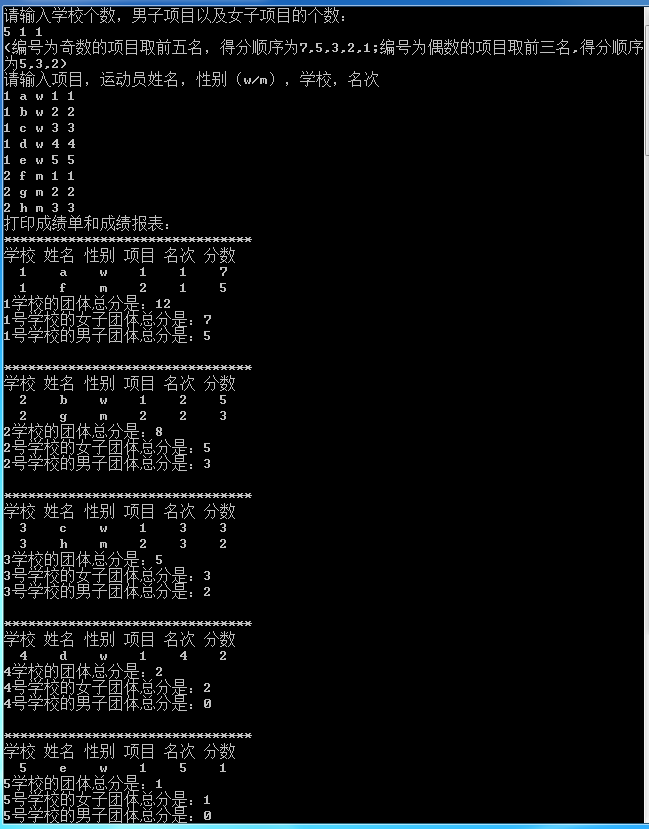 请输入学校个数，男子项目以及女子项目的个数：
5 1 1
(编号为奇数的项目取前五名，得分顺序为7,5,3,2,1;编号为偶数的项目取前三名,得分顺序
为5,3,2)
请输入项目，运动员姓名，性别（w/m），学校，名次
1 a w 1 1
1 b w 2 2
1 c w 3 3
1 d w 4 4
1 e w 5 5
2 f m 1 1
2 g m 2 2
2 h m 3 3
打印成绩单和成绩报表：
*******************************
学校 姓名 性别 项目 名次 分数
1 a w 1 1 7
1 f m 2 1 5
1学校的团体总分是：12
1号学校的女子团体总分是：7
1号学校的男子团体总分是：5
*******************************
学校 姓名 性别 项目 名次 分数
2 b w 1 2 5
2 g m 2 2 3
2学校的团体总分是：8
2号学校的女子团体总分是：5
2号学校的男子团体总分是：3
*******************************
学校 姓名 性别 项目 名次 分数
3 c w 1 3 3
3 h m 2 3 2
3学校的团体总分是：5
3号学校的女子团体总分是：3
3号学校的男子团体总分是：2
*******************************
学校 姓名 性别 项目 名次 分数
4 d w 1 4 2
4学校的团体总分是：2
4号学校的女子团体总分是：2
4号学校的男子团体总分是：0
*******************************
学校 姓名 性别 项目 名次 分数
5 e w 1 5 1
5学校的团体总分是：1
5号学校的女子团体总分是：1
5号学校的男子团体总分是：0